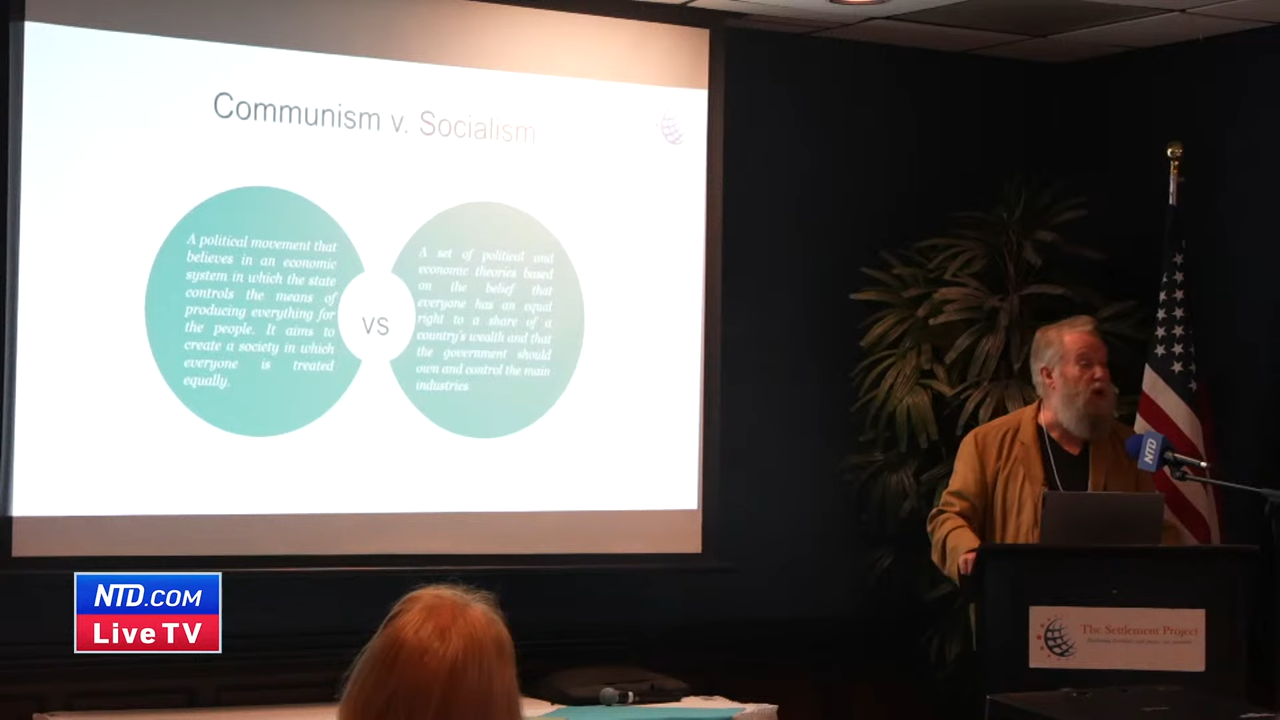 Communism v. Socialism
A political movement that
believes in an economic
system in which the state
controls the means of
producing everything for
the people. It aims to
create a society in which
everyone is treated
equally.
VS
A set of political and
economic theories based
on the belief that
everyone has an equal
right to a share of a
country's wealth and that
the government should
own and control the main
industries
NTD
The Settlement Project
NTD.COM
Live TV